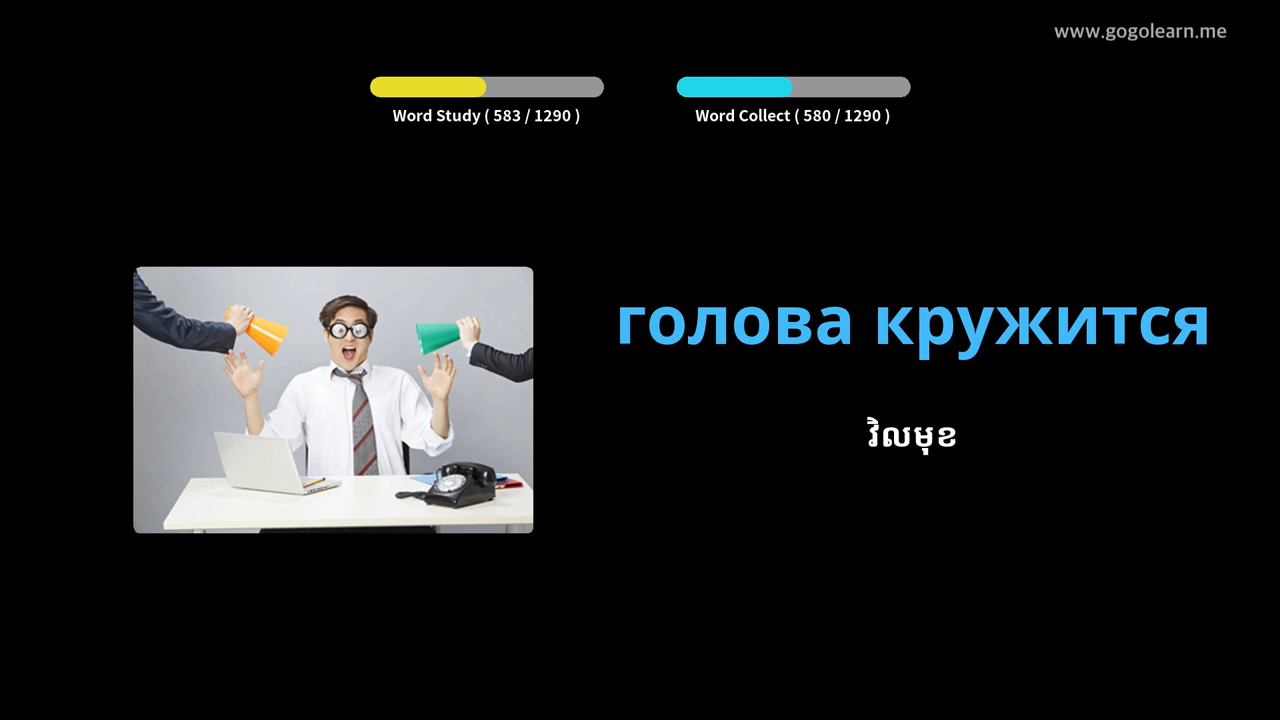 www.gogolearn.me
Word Study ( 583 / 1290 )
Word Collect ( 580 / 1290 )
голова кружится
វិលមុខ